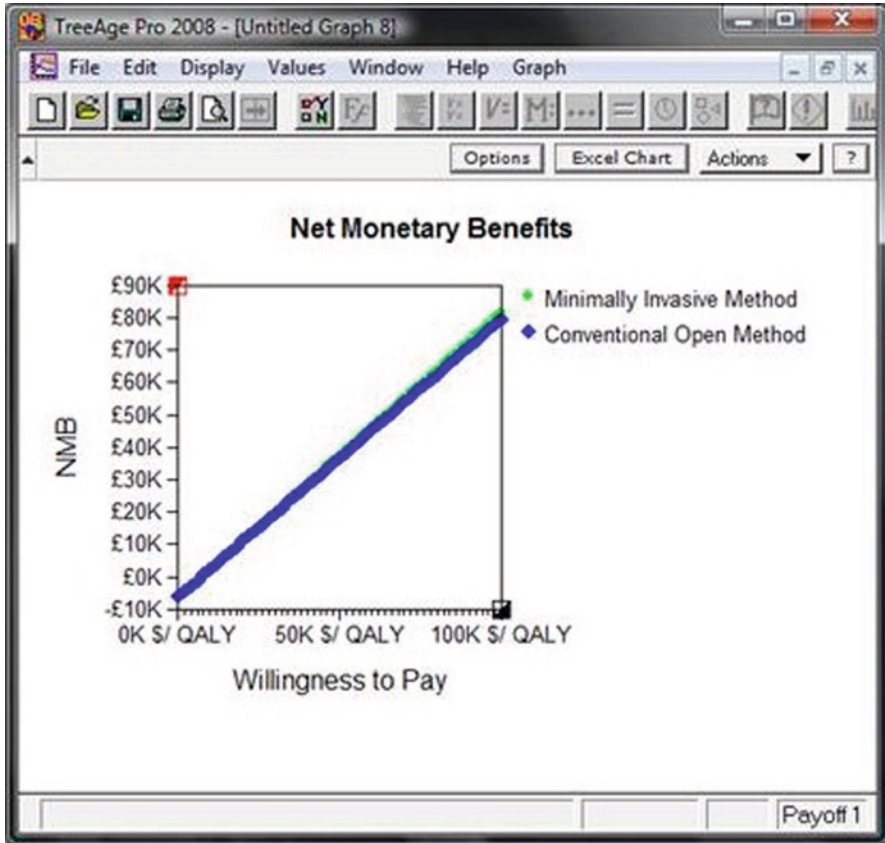 TreeAge Pro 2008 - [Untitled Graph 8]
File Edit Display Values Window Help Graph
Options Excel Chart Actions ?
Net Monetary Benefits
£90K
£80K
£70K
£60K
£50K
£40K
£30K
£20K
£10K
£0K
-£10K
NMB
Minimally Invasive Method
Conventional Open Method
0K $/ QALY 50K $/ QALY 100K $/ QALY
Willingness to Pay
Payoff 1